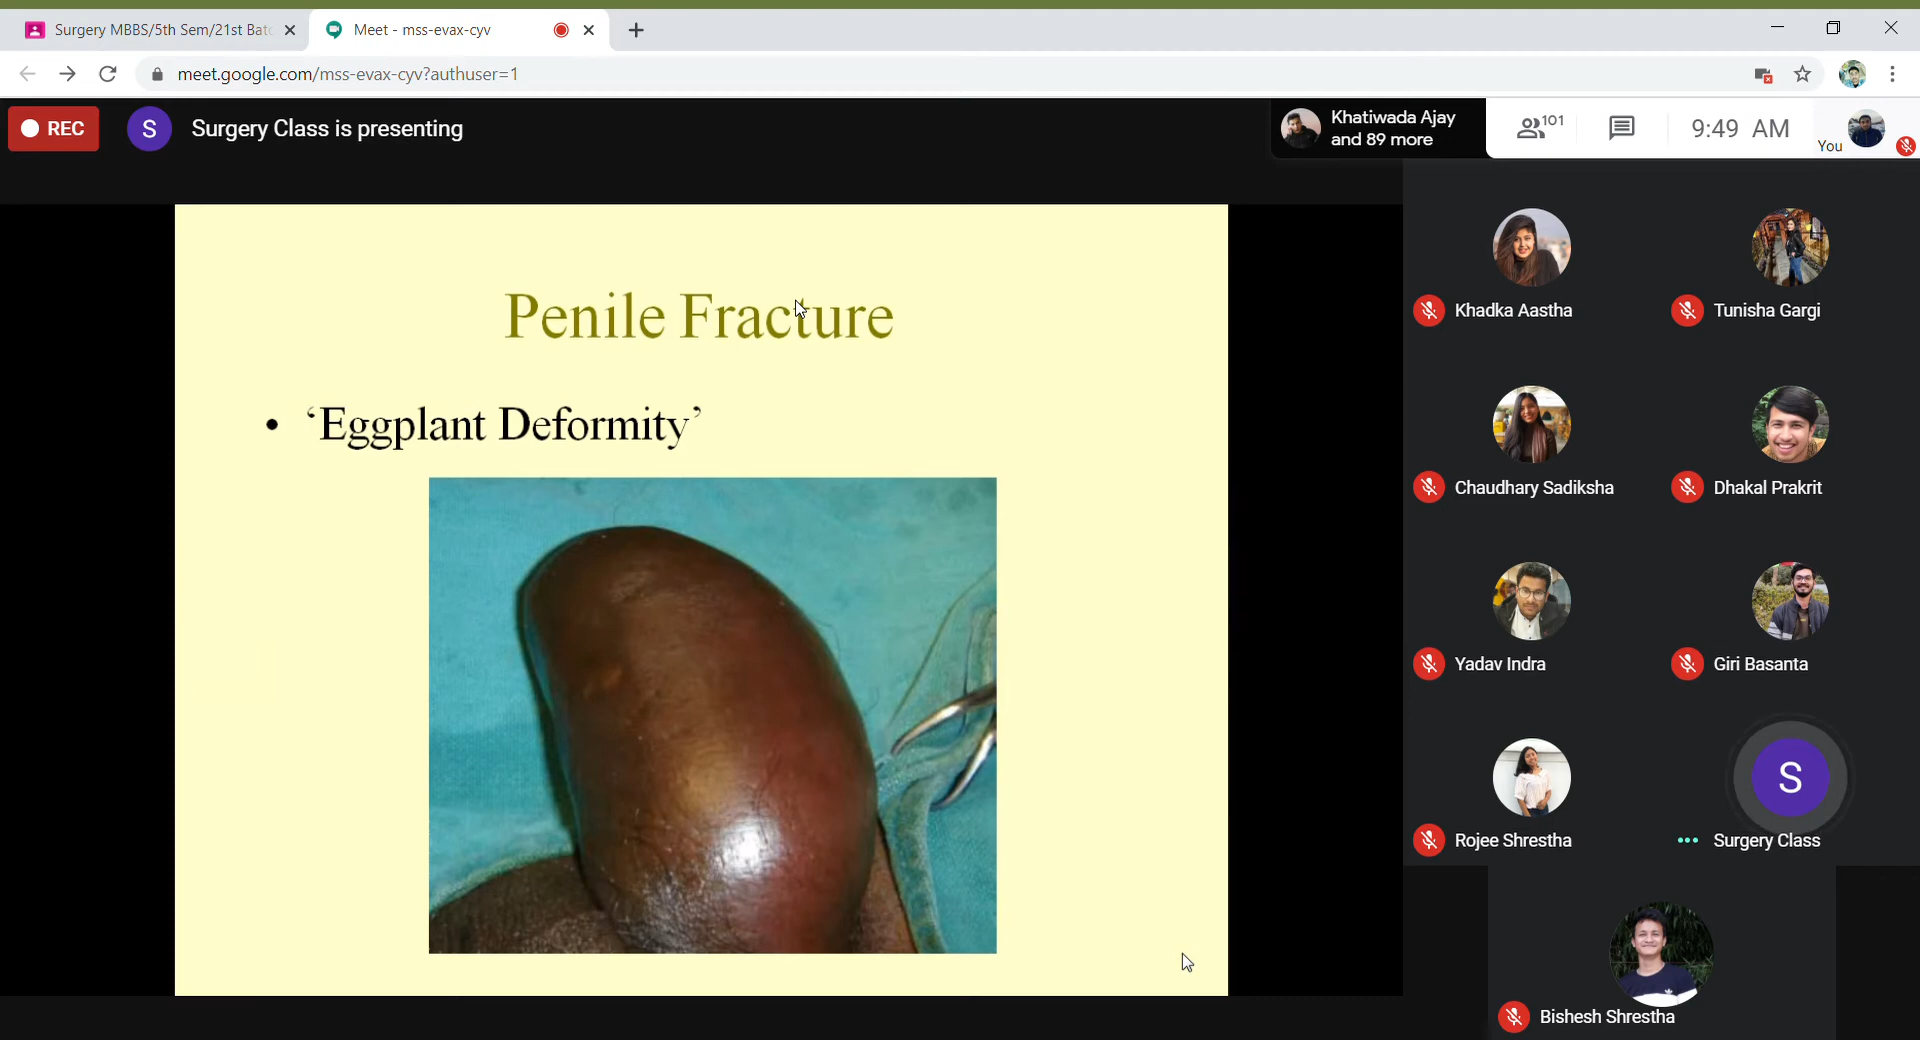 Surgery MBBS/5th Sem/21st Bat
Meet - mss-evax-cyv
meet.google.com/mss-evax-cyv?authuser=1
REC
S
Surgery Class is presenting
Khatiwada Ajay
and 89 more
101
9:49 AM
You
Penile Fracture
• ‘Eggplant Deformity’
Khadka Aastha
Tunisha Gargi
Chaudhary Sadiksha
Dhakal Prakrit
Yadav Indra
Giri Basanta
S
Rojee Shrestha
Surgery Class
Bishesh Shrestha